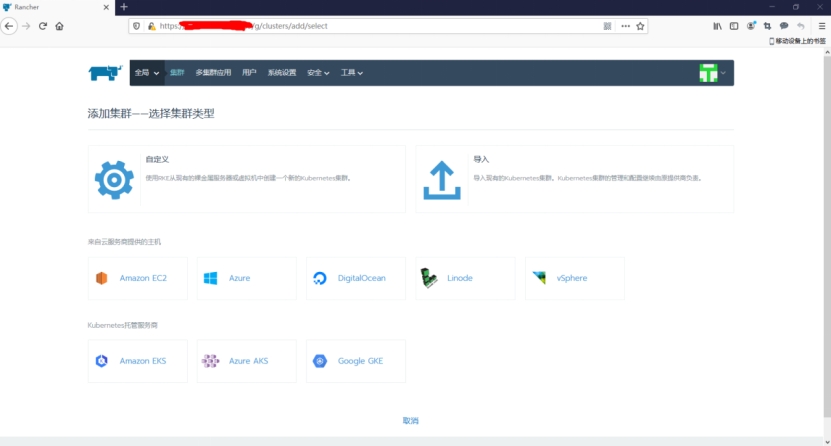 Rancher
https:/
/g/clusters/add/select
移动设备上的书签
全局 集群 多集群应用 用户 系统设置 安全 工具
添加集群——选择集群类型
自定义
使用RKE从现有的裸金属服务器或虚拟机中创建一个新的Kubernetes集群。
导入
导入现有的Kubernetes集群。Kubernetes集群的管理和配置继续由原提供商负责。
来自云服务商提供的主机
Amazon EC2
Azure
DigitalOcean
Linode
vSphere
Kubernetes托管服务商
Amazon EKS
Azure AKS
Google GKE
取消